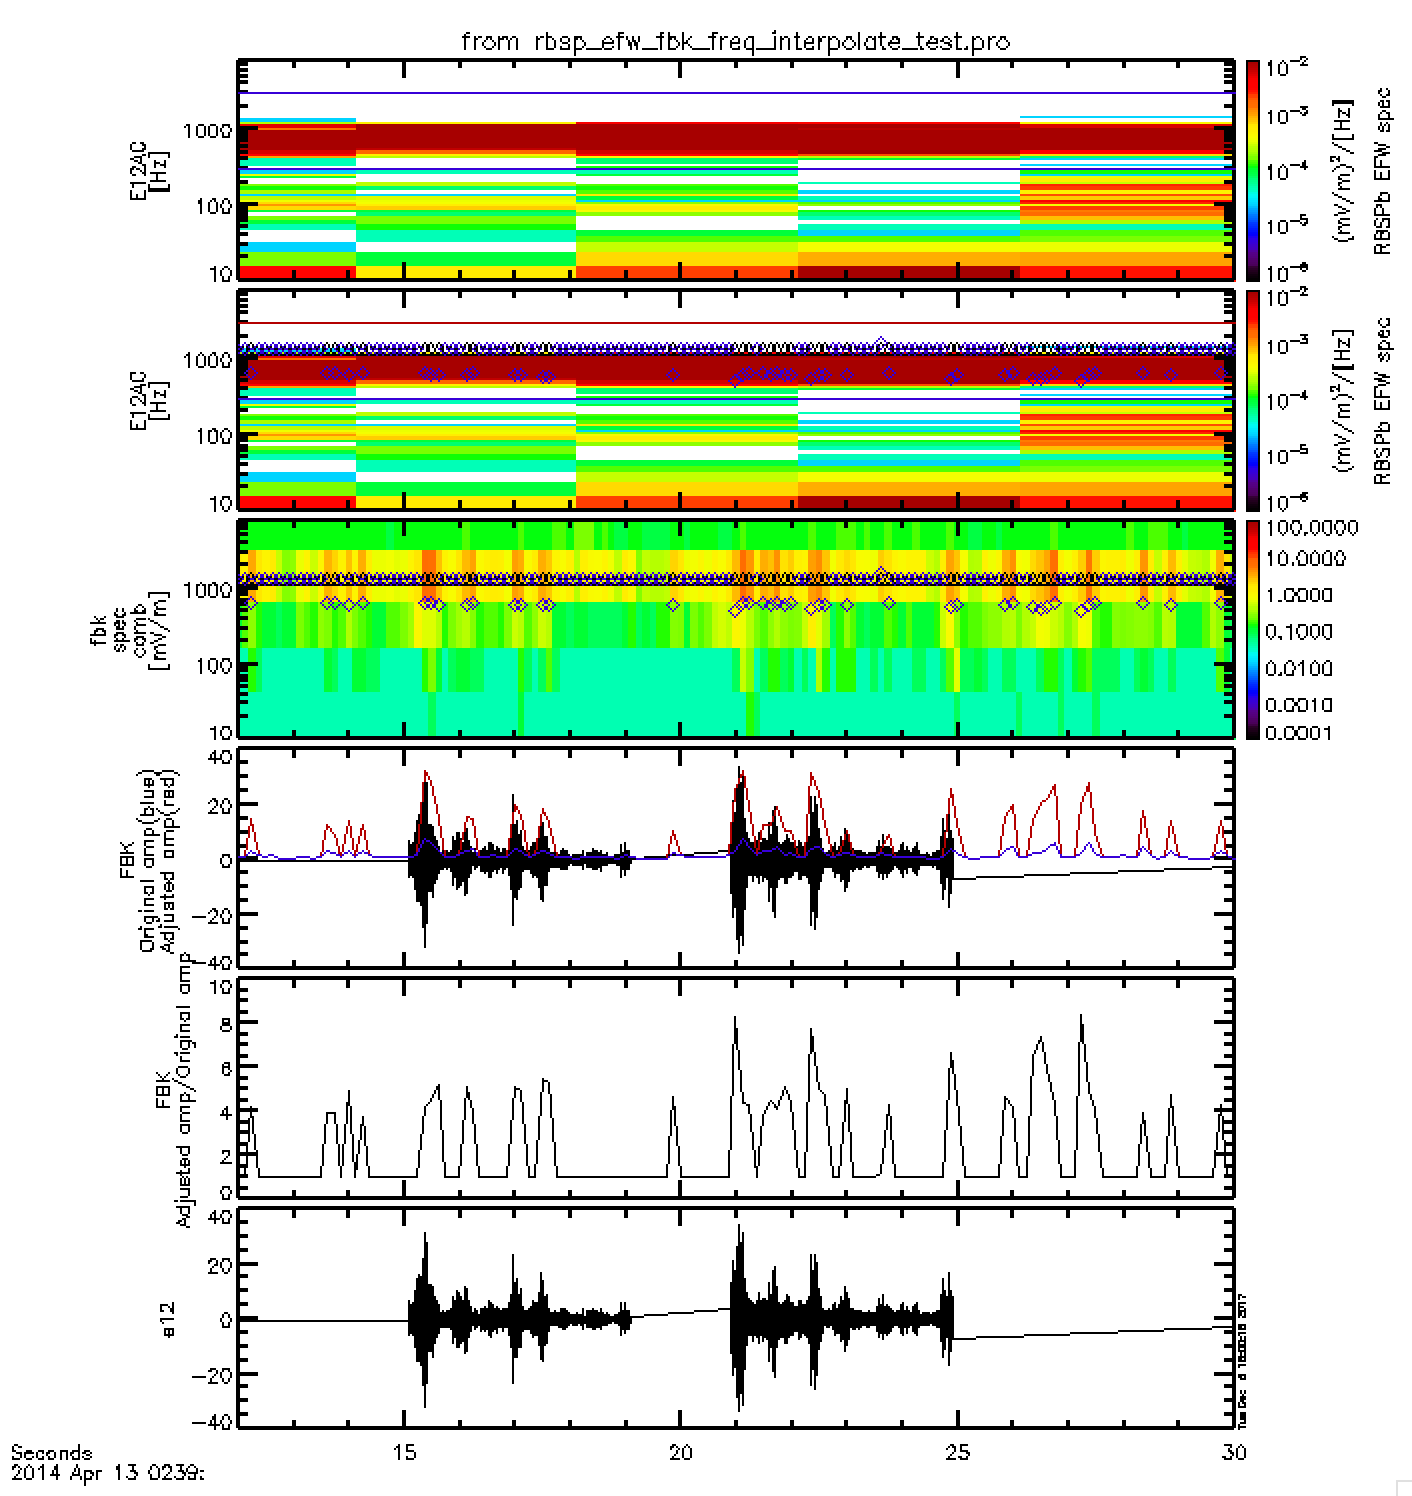 from rbsp_efw_fbk_freq_interpolate_test.pro
E12AC
[Hz]
1000
100
10
10⁻²
10⁻³
10⁻⁴
10⁻⁵
10⁻⁶
(mV/m)²/[Hz]
RBSPb EFW spec
E12AC
[Hz]
1000
100
10
10⁻²
10⁻³
10⁻⁴
10⁻⁵
10⁻⁶
(mV/m)²/[Hz]
RBSPb EFW spec
fbk
spec
comb
[mV/m]
1000
100
10
100.0000
10.0000
1.0000
0.1000
0.0100
0.0010
0.0001
FBK
Original amp(blue)
Adjusted amp(red)
40
20
0
-20
-40
FBK
Adjusted amp/Original amp
10
8
6
4
2
0
e12
40
20
0
-20
-40
15
20
25
30
Seconds
2014 Apr 13 0239:
Tue Dec 2017